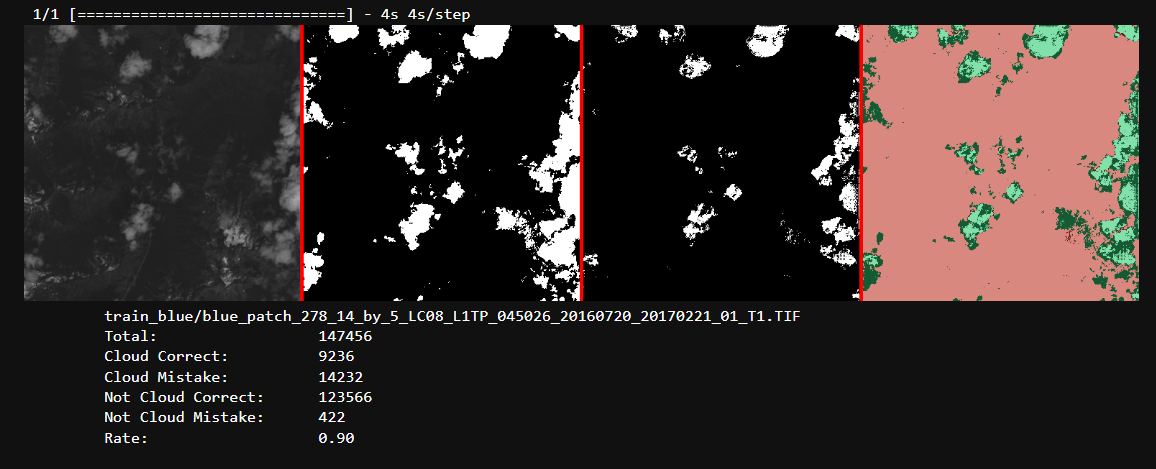 1/1 [==============================] - 4s 4s/step
train_blue/blue_patch_278_14_by_5_LC08_L1TP_045026_20160720_20170221_01_T1.TIF
Total: 147456
Cloud Correct: 9236
Cloud Mistake: 14232
Not Cloud Correct: 123566
Not Cloud Mistake: 422
Rate: 0.90